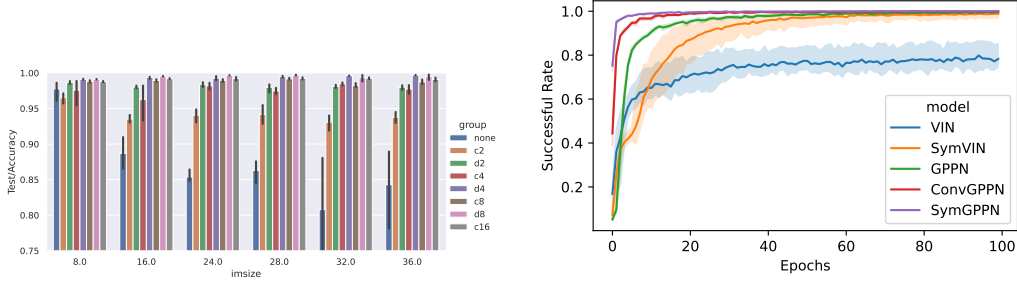 1.00
0.95
0.90
0.85
0.80
0.75
Test/Accuracy
8.0 16.0 24.0 28.0 32.0 36.0
imsize
group
none
c2
d2
c4
d4
c8
d8
c16
1.0
0.8
0.6
0.4
0.2
Successful Rate
0 20 40 60 80 100
Epochs
model
VIN
SymVIN
GPPN
ConvGPPN
SymGPPN